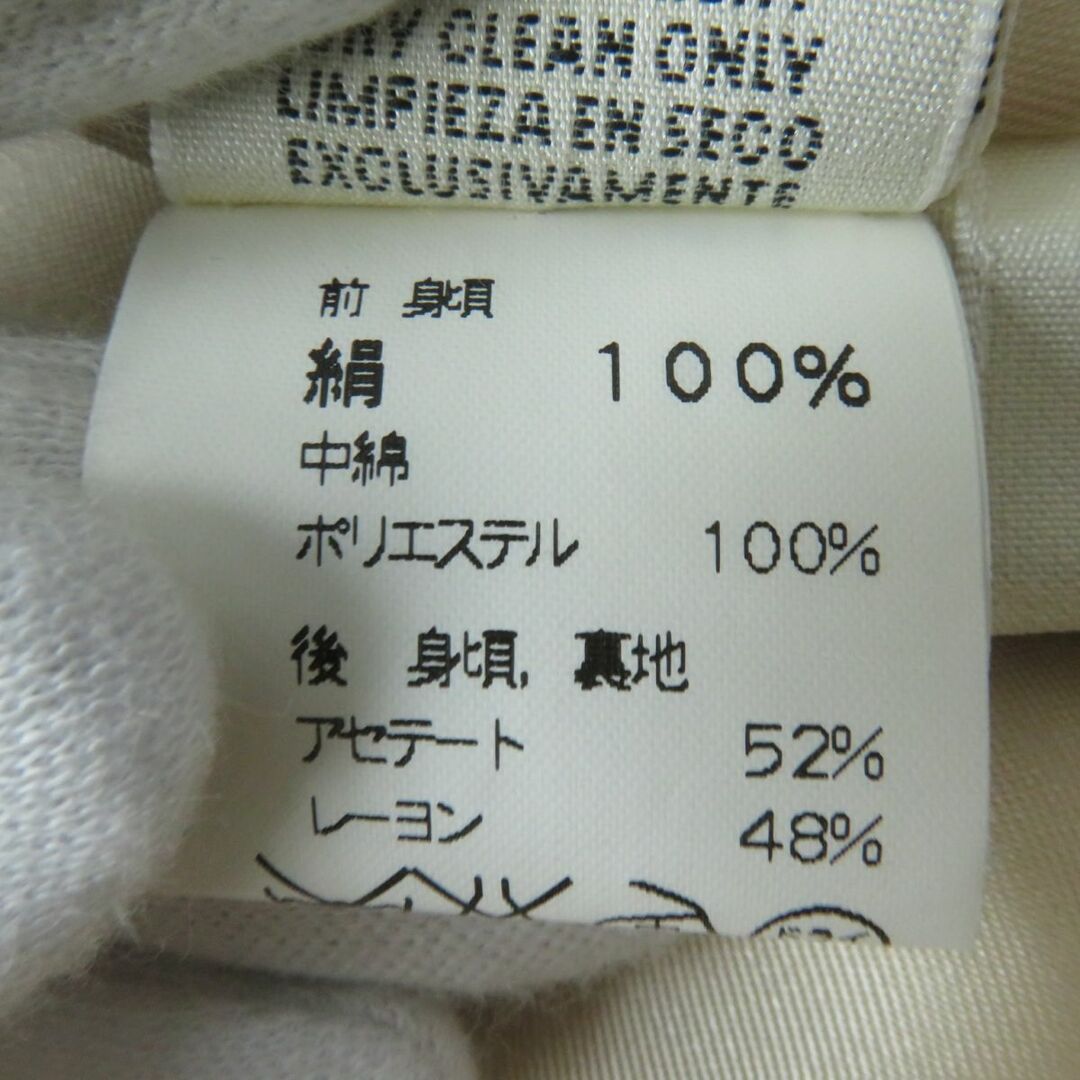 DRY CLEAN ONLY
LIMPIEZA EN SECO
EXCLUSIVAMENTE
前 身頃
絹 100%
中綿
ポリエステル 100%
後 身頃, 裏地
アセテート 52%
レーヨン 48%